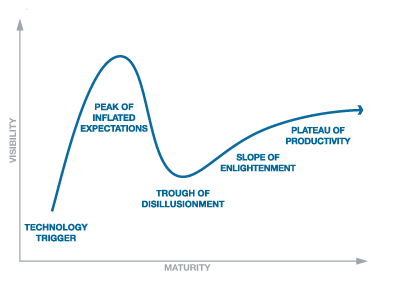 PEAK OF
INFLATED
EXPECTATIONS
PLATEAU OF
PRODUCTIVITY
SLOPE OF
ENLIGHTENMENT
TROUGH OF
DISILLUSIONMENT
TECHNOLOGY
TRIGGER
VISIBILITY
MATURITY